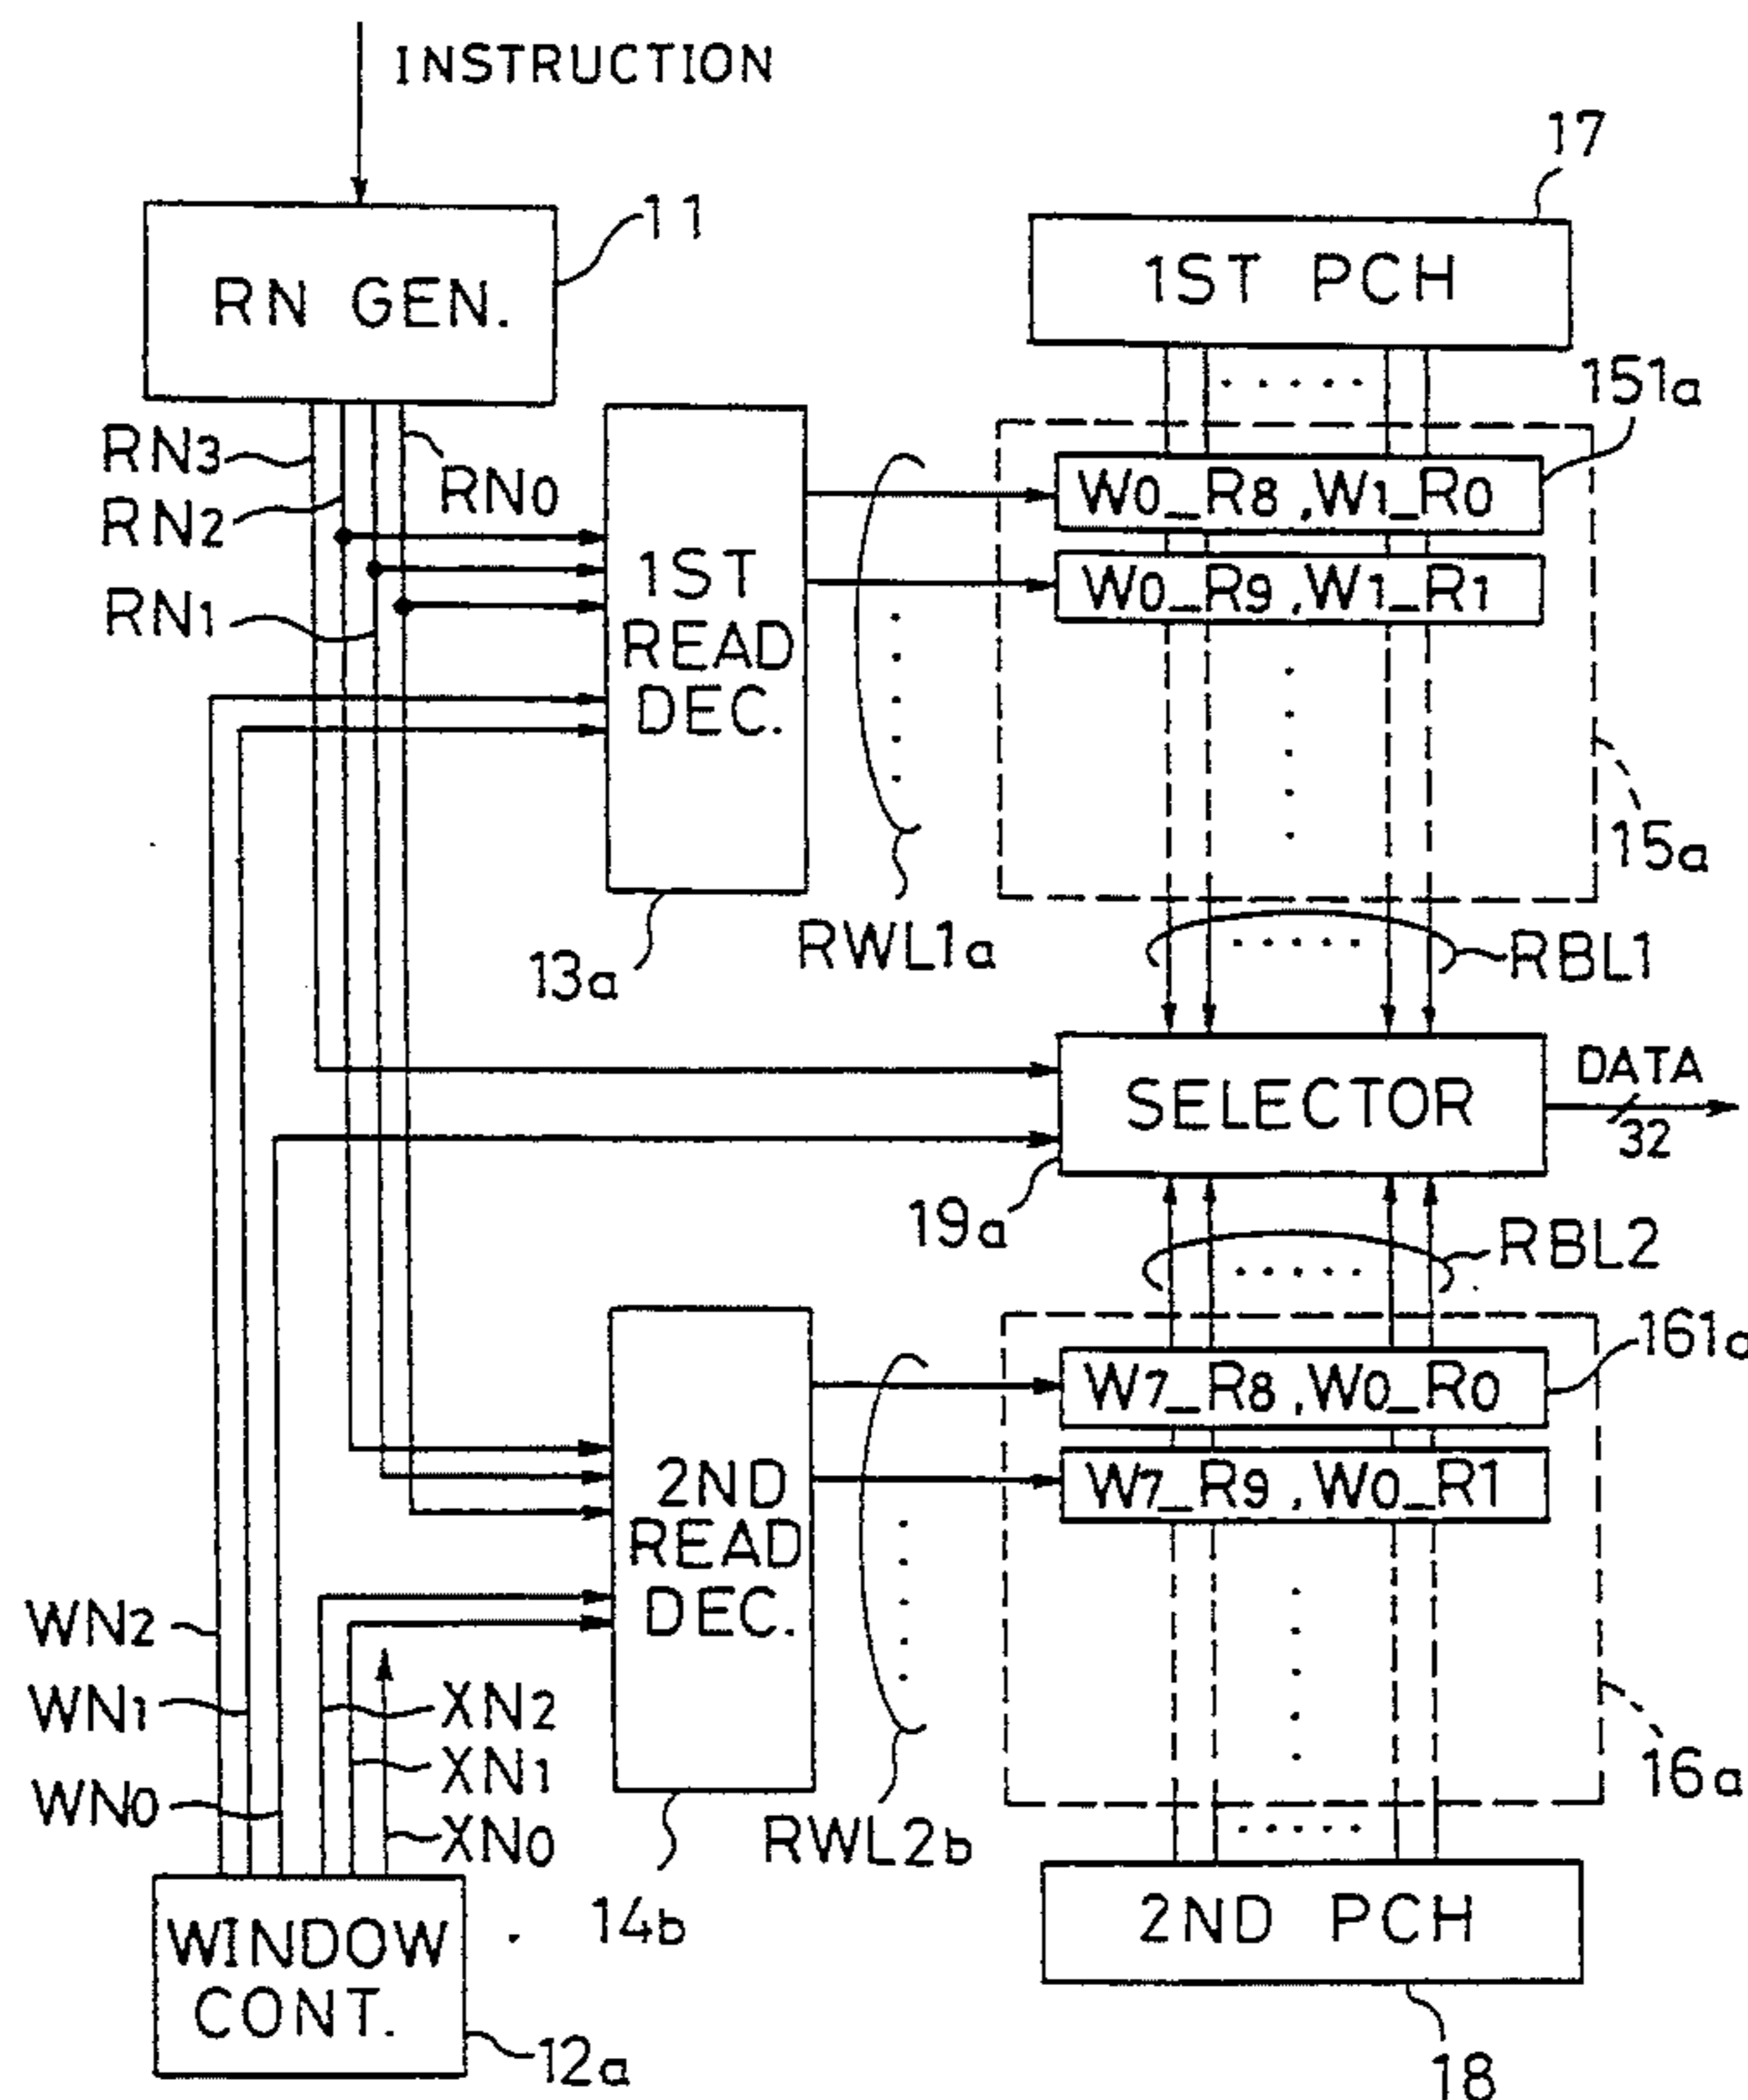 INSTRUCTION
17
11
RN GEN.
1ST PCH
151a
RN3
RN0
RN2
W0_R8 ,W1_R0
W0_R9 ,W1_R1
RN1
1ST
READ
DEC.
15a
RWL1a
RBL1
13a
DATA
SELECTOR
32
19a
RBL2
161a
W7_R8 ,W0_R0
2ND
READ
DEC.
W7_R9 ,W0_R1
WN2
XN2
WN1
XN1
16a
WN0
XN0
RWL2b
14b
WINDOW
CONT.
2ND PCH
12a
18